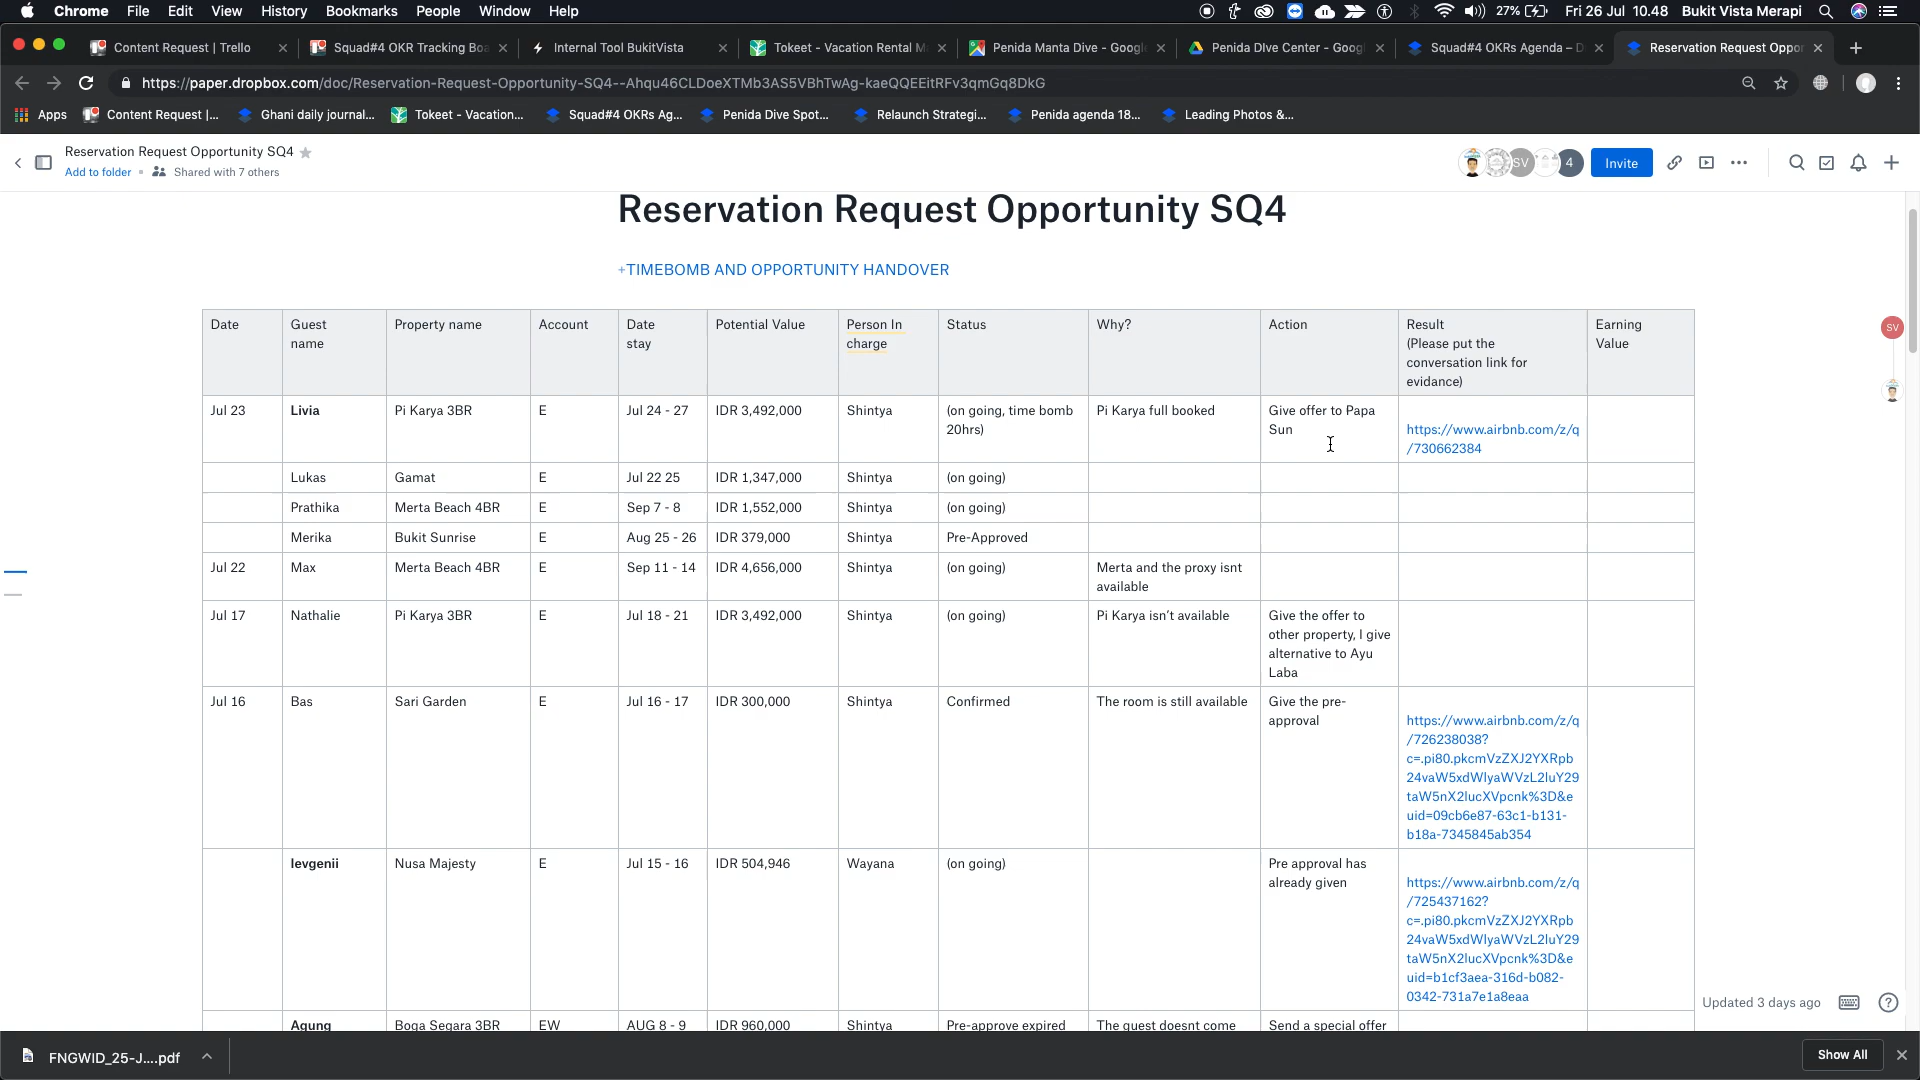 Chrome File Edit View History Bookmarks People Window Help 27% Fri 26 Jul 10.48 Bukit Vista Merapi
Content Request | Trello
Squad#4 OKR Tracking Boa
Internal Tool BukitVista
Tokeet - Vacation Rental M
Penida Manta Dive - Google
Penida DIve Center - Goog
Squad#4 OKRs Agenda – D
Reservation Request Oppor
https://paper.dropbox.com/doc/Reservation-Request-Opportunity-SQ4--Ahqu46CLDoeXTMb3AS5VBhTwAg-kaeQQEEitRFv3qmGq8DkG
Apps Content Request |... Ghani daily journal... Tokeet - Vacation... Squad#4 OKRs Ag... Penida Dive Spot... Relaunch Strategi... Penida agenda 18... Leading Photos &...
Reservation Request Opportunity SQ4
Add to folder • Shared with 7 others
SV 4 Invite
Reservation Request Opportunity SQ4
+TIMEBOMB AND OPPORTUNITY HANDOVER
Date
Guest
name
Property name
Account
Date
stay
Potential Value
Person In
charge
Status
Why?
Action
Result
(Please put the
conversation link for
evidance)
Earning
Value
SV
Jul 23
Livia
Pi Karya 3BR
E
Jul 24 - 27
IDR 3,492,000
Shintya
(on going, time bomb
20hrs)
Pi Karya full booked
Give offer to Papa
Sun
https://www.airbnb.com/z/q
/730662384
Lukas
Gamat
E
Jul 22 25
IDR 1,347,000
Shintya
(on going)
Prathika
Merta Beach 4BR
E
Sep 7 - 8
IDR 1,552,000
Shintya
(on going)
Merika
Bukit Sunrise
E
Aug 25 - 26
IDR 379,000
Shintya
Pre-Approved
Jul 22
Max
Merta Beach 4BR
E
Sep 11 - 14
IDR 4,656,000
Shintya
(on going)
Merta and the proxy isnt
available
Jul 17
Nathalie
Pi Karya 3BR
E
Jul 18 - 21
IDR 3,492,000
Shintya
(on going)
Pi Karya isn't available
Give the offer to
other property, I give
alternative to Ayu
Laba
Jul 16
Bas
Sari Garden
E
Jul 16 - 17
IDR 300,000
Shintya
Confirmed
The room is still available
Give the pre-
approval
https://www.airbnb.com/z/q
/726238038?
c=.pi80.pkcmVzZXJ2YXRpb
24vaW5xdWlyaWVzL2luY29
taW5nX2lucXVpcnk%3D&e
uid=09cb6e87-63c1-b131-
b18a-7345845ab354
Ievgenii
Nusa Majesty
E
Jul 15 - 16
IDR 504,946
Wayana
(on going)
Pre approval has
already given
https://www.airbnb.com/z/q
/725437162?
c=.pi80.pkcmVzZXJ2YXRpb
24vaW5xdWlyaWVzL2luY29
taW5nX2lucXVpcnk%3D&e
uid=b1cf3aea-316d-b082-
0342-731a7e1a8eaa
Agung
Boga Segara 3BR
EW
AUG 8 - 9
IDR 960,000
Shintya
Pre-approve expired
The guest doesnt come
Send a special offer
Updated 3 days ago
?
FNGWID_25-J....pdf
Show All